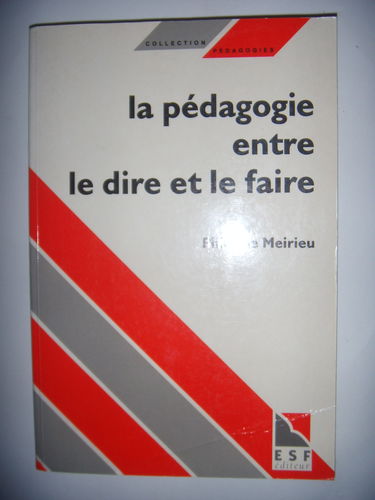 COLLECTION
PÉDAGOGIES
la pédagogie
entre
le dire et le faire
Meirieu
ESF
éditeur